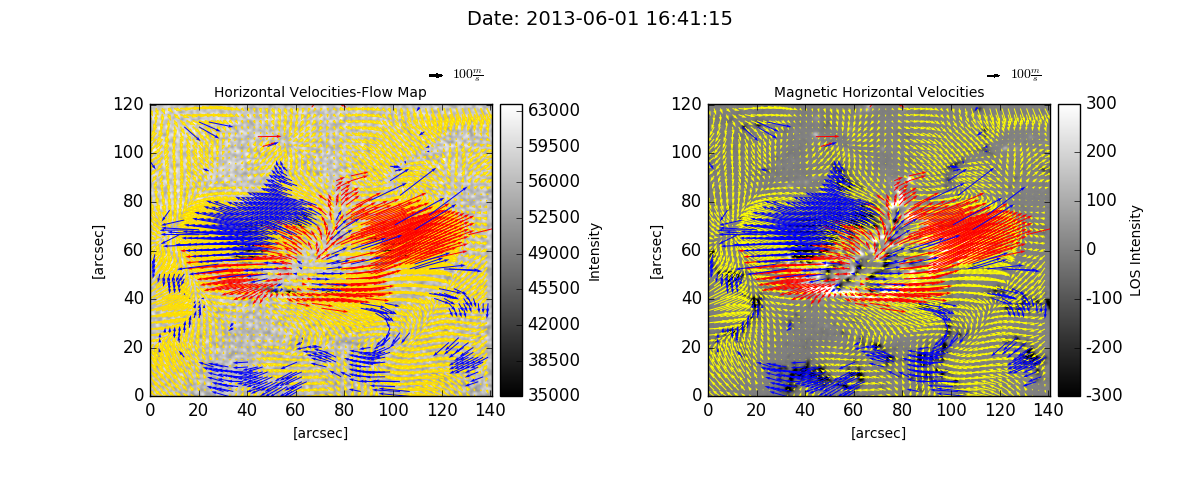 Date: 2013-06-01 16:41:15
100 m/s
100 m/s
Horizontal Velocities-Flow Map
Magnetic Horizontal Velocities
120
100
80
60
40
20
0
[arcsec]
0 20 40 60 80 100 120 140
[arcsec]
63000
59500
56000
52500
49000
45500
42000
38500
35000
Intensity
120
100
80
60
40
20
0
[arcsec]
0 20 40 60 80 100 120 140
[arcsec]
300
200
100
0
-100
-200
-300
LOS Intensity